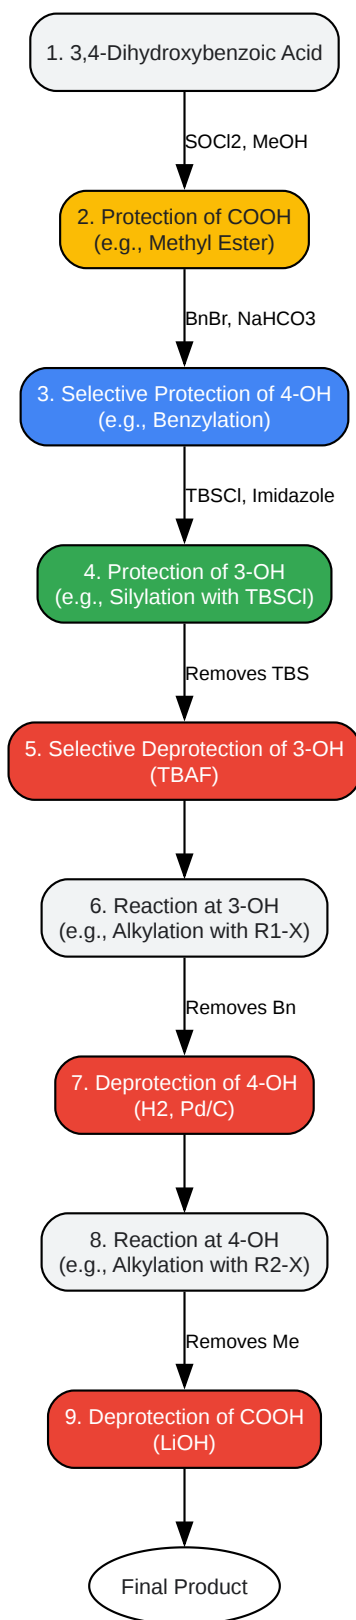 1. 3,4-Dihydroxybenzoic Acid
SOCl2, MeOH
2. Protection of COOH
(e.g., Methyl Ester)
BnBr, NaHCO3
3. Selective Protection of 4-OH
(e.g., Benzylation)
TBSCl, Imidazole
4. Protection of 3-OH
(e.g., Silylation with TBSCl)
Removes TBS
5. Selective Deprotection of 3-OH
(TBAF)
6. Reaction at 3-OH
(e.g., Alkylation with R1-X)
Removes Bn
7. Deprotection of 4-OH
(H2, Pd/C)
8. Reaction at 4-OH
(e.g., Alkylation with R2-X)
Removes Me
9. Deprotection of COOH
(LiOH)
Final Product